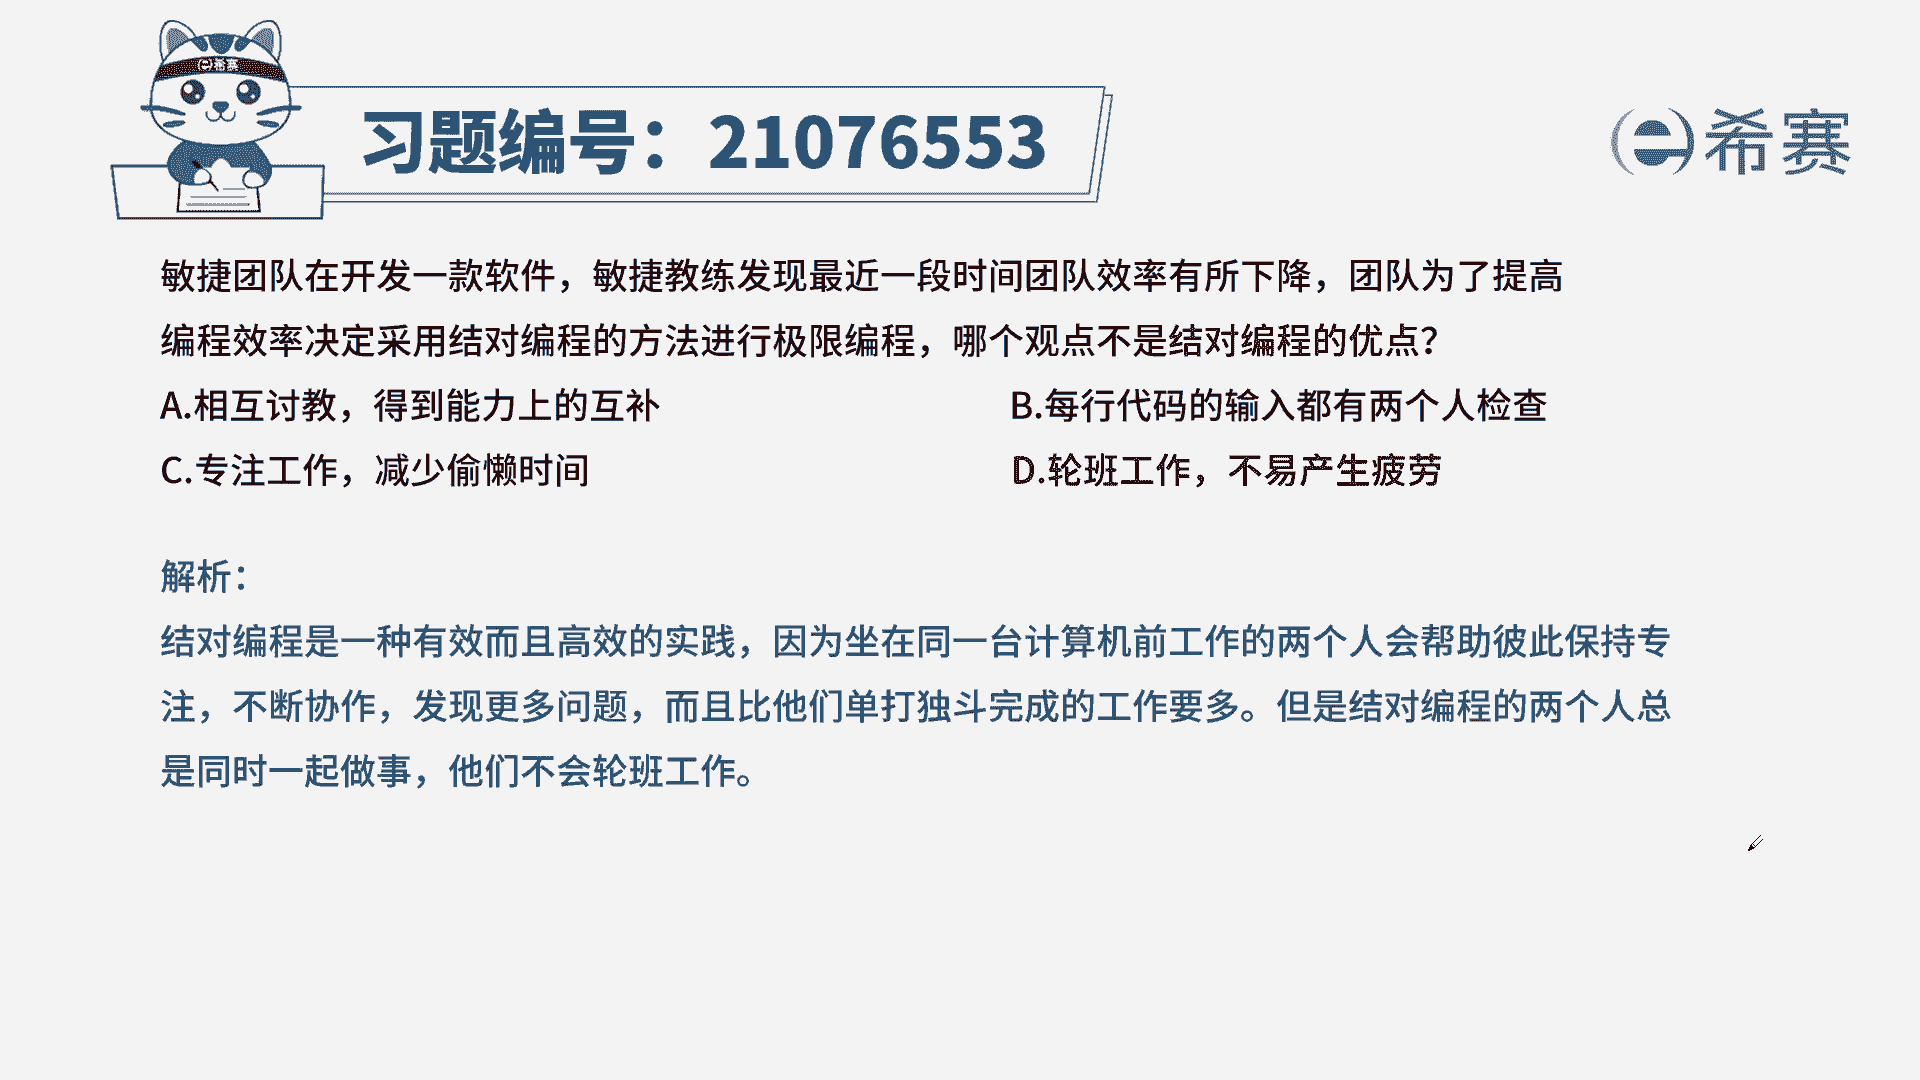 希赛
习题编号：21076553
希赛
敏捷团队在开发一款软件，敏捷教练发现最近一段时间团队效率有所下降，团队为了提高
编程效率决定采用结对编程的方法进行极限编程，哪个观点不是结对编程的优点？
A.相互讨教，得到能力上的互补
B.每行代码的输入都有两个人检查
C.专注工作，减少偷懒时间
D.轮班工作，不易产生疲劳
解析：
结对编程是一种有效而且高效的实践，因为坐在同一台计算机前工作的两个人会帮助彼此保持专
注，不断协作，发现更多问题，而且比他们单打独斗完成的工作要多。但是结对编程的两个人总
是同时一起做事，他们不会轮班工作。